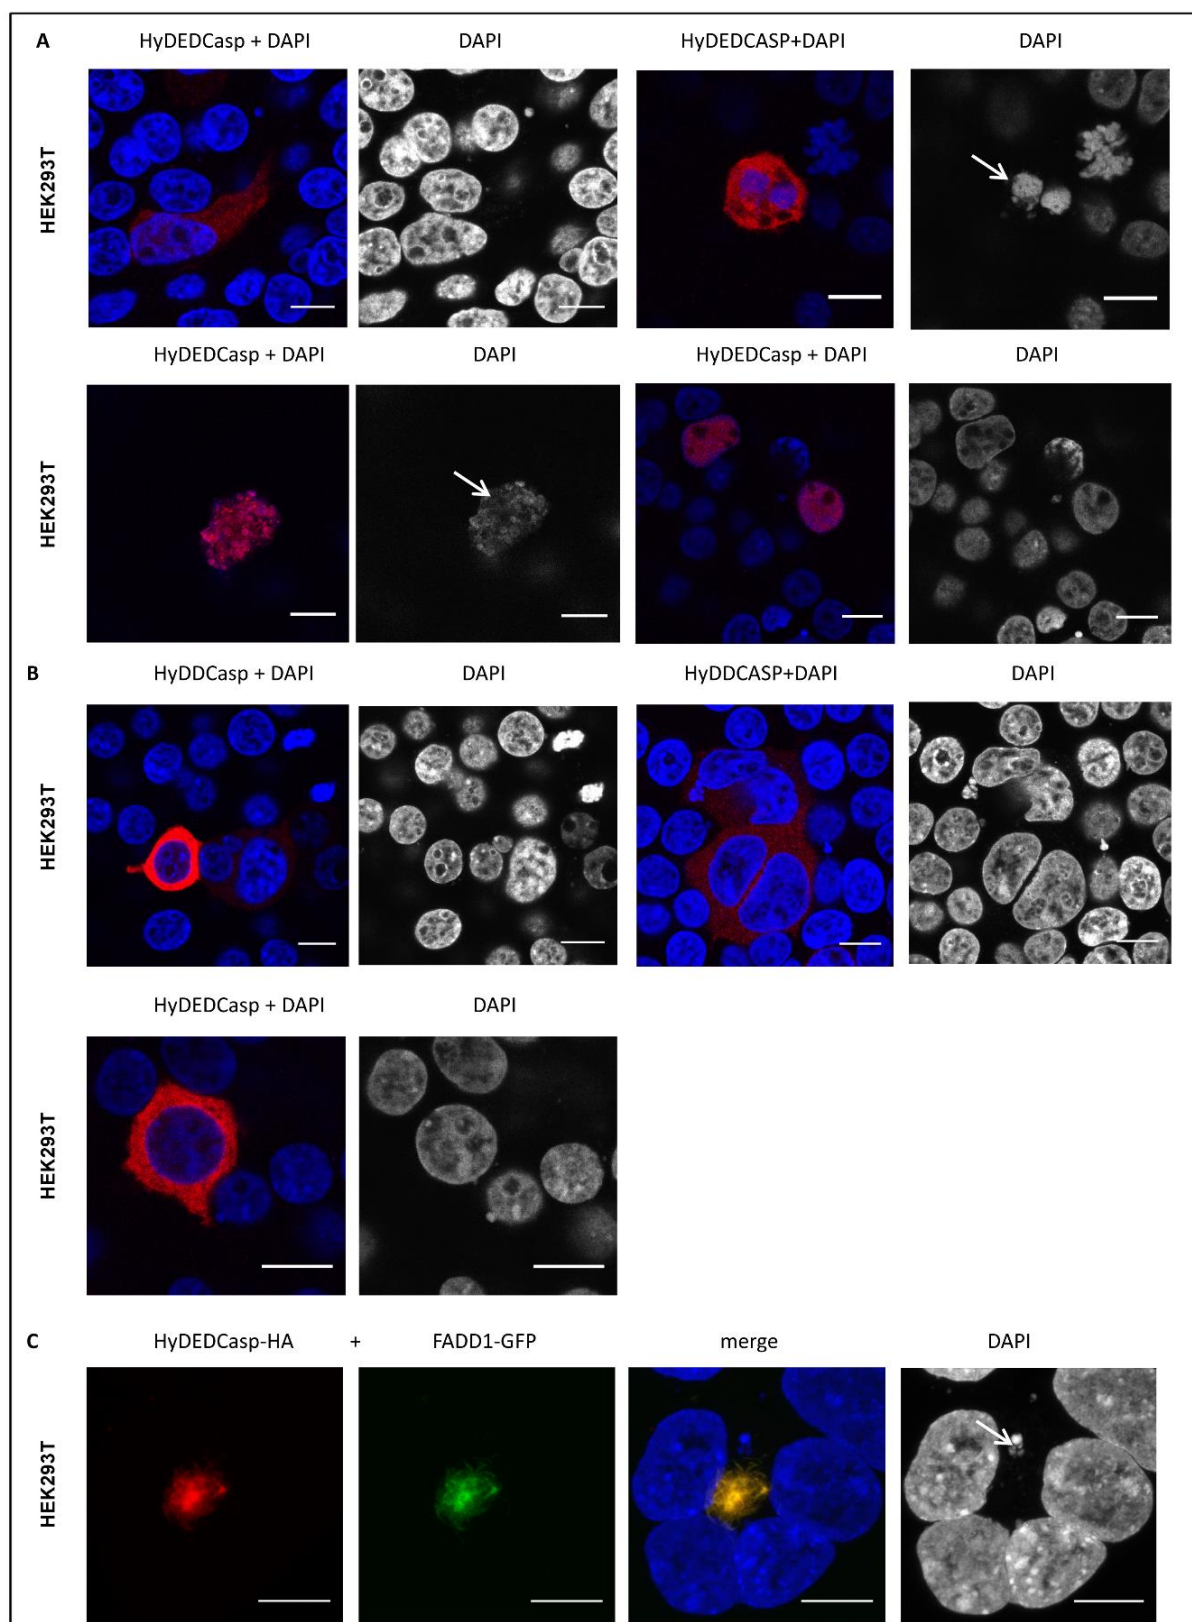 A HyDEDCasp + DAPI DAPI HyDEDCASP+DAPI DAPI
HEK293T
HyDEDCasp + DAPI DAPI HyDEDCasp + DAPI DAPI
HEK293T
B HyDDCasp + DAPI DAPI HyDDCASP+DAPI DAPI
HEK293T
HyDEDCasp + DAPI DAPI
HEK293T
C HyDEDCasp-HA + FADD1-GFP merge DAPI
HEK293T